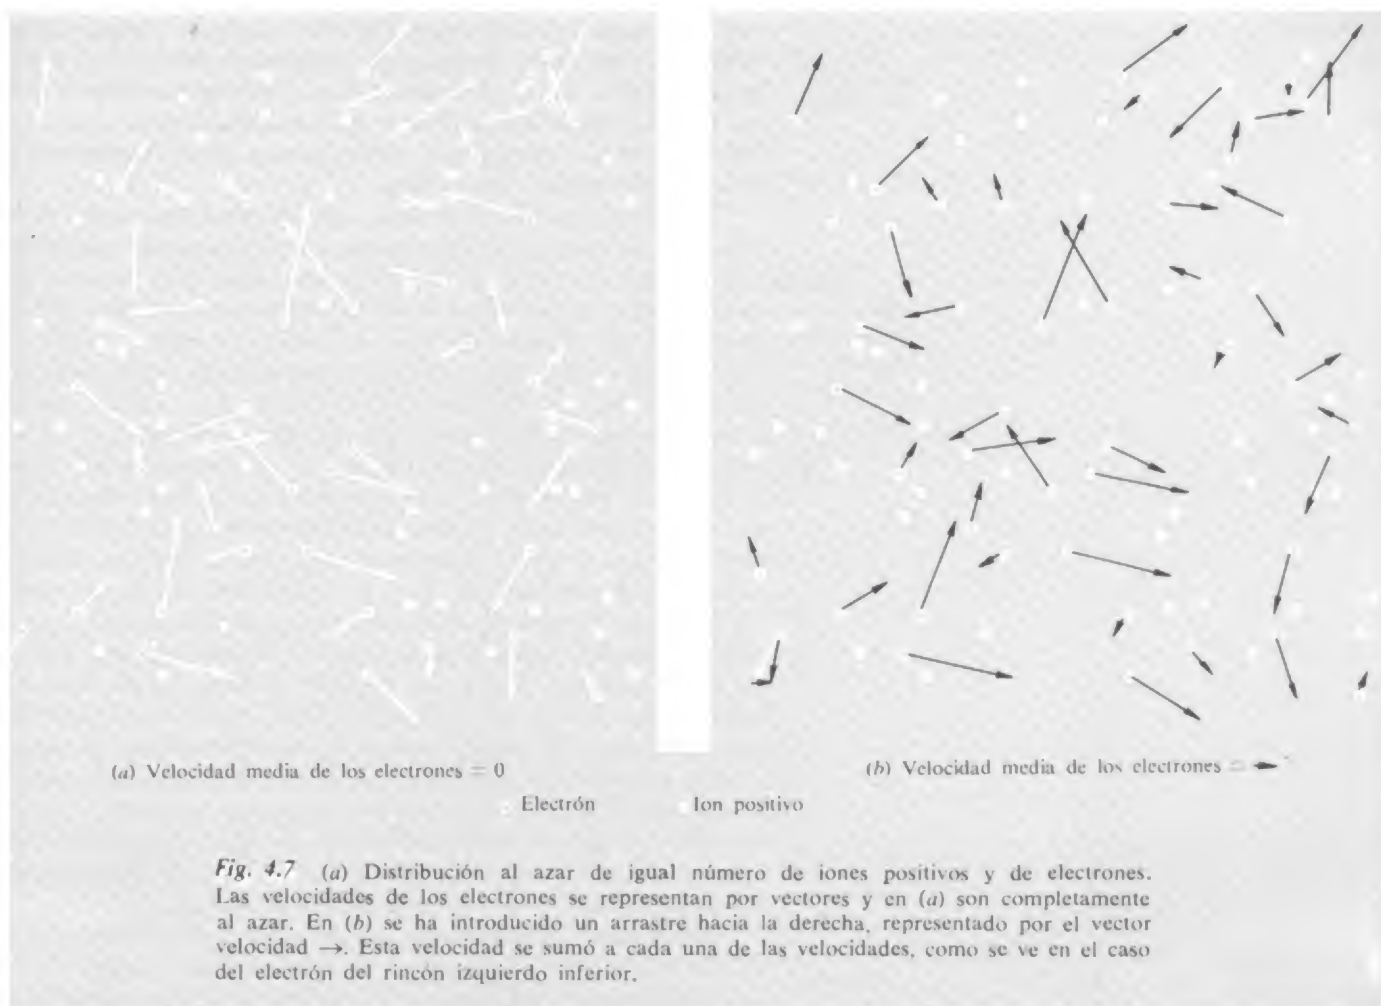 (a) Velocidad media de los electrones = 0
(b) Velocidad media de los electrones = →
Electrón Ion positivo
Fig. 4.7 (a) Distribución al azar de igual número de iones positivos y de electrones.
Las velocidades de los electrones se representan por vectores y en (a) son completamente
al azar. En (b) se ha introducido un arrastre hacia la derecha, representado por el vector
velocidad →. Esta velocidad se sumó a cada una de las velocidades, como se ve en el caso
del electrón del rincón izquierdo inferior.